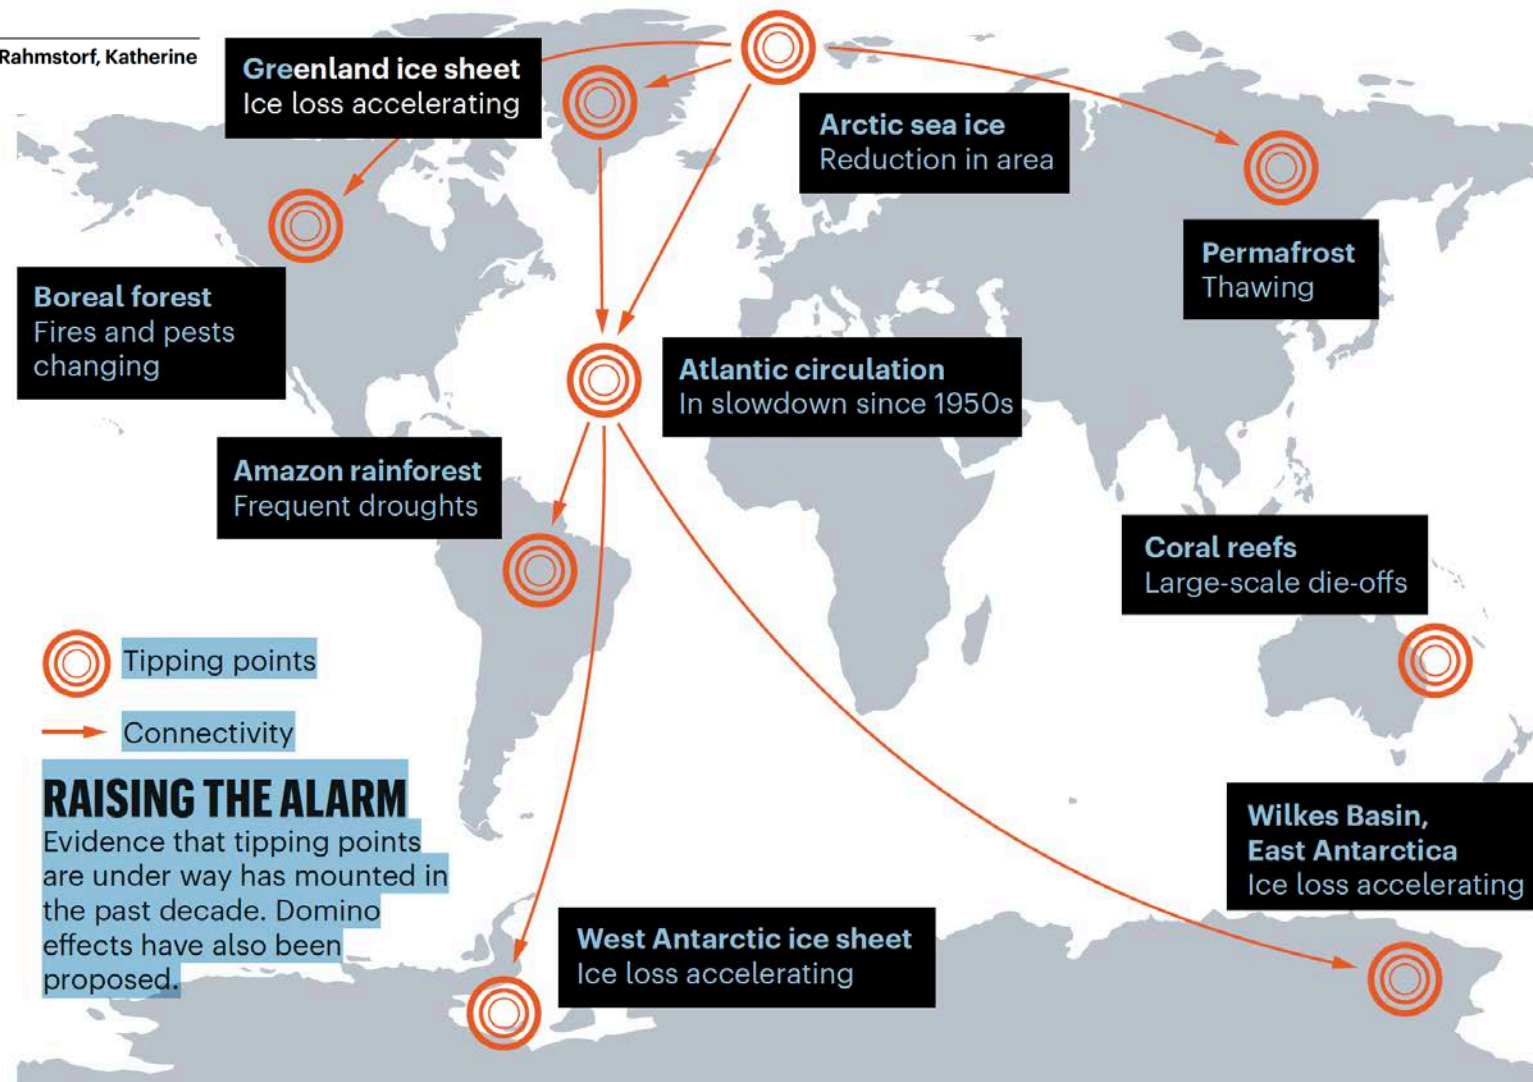 Rahmstorf, Katherine
Greenland ice sheet
Ice loss accelerating
Arctic sea ice
Reduction in area
Permafrost
Thawing
Boreal forest
Fires and pests
changing
Atlantic circulation
In slowdown since 1950s
Amazon rainforest
Frequent droughts
Coral reefs
Large-scale die-offs
Tipping points
Connectivity
RAISING THE ALARM
Evidence that tipping points
are under way has mounted in
the past decade. Domino
effects have also been
proposed.
Wilkes Basin,
East Antarctica
Ice loss accelerating
West Antarctic ice sheet
Ice loss accelerating